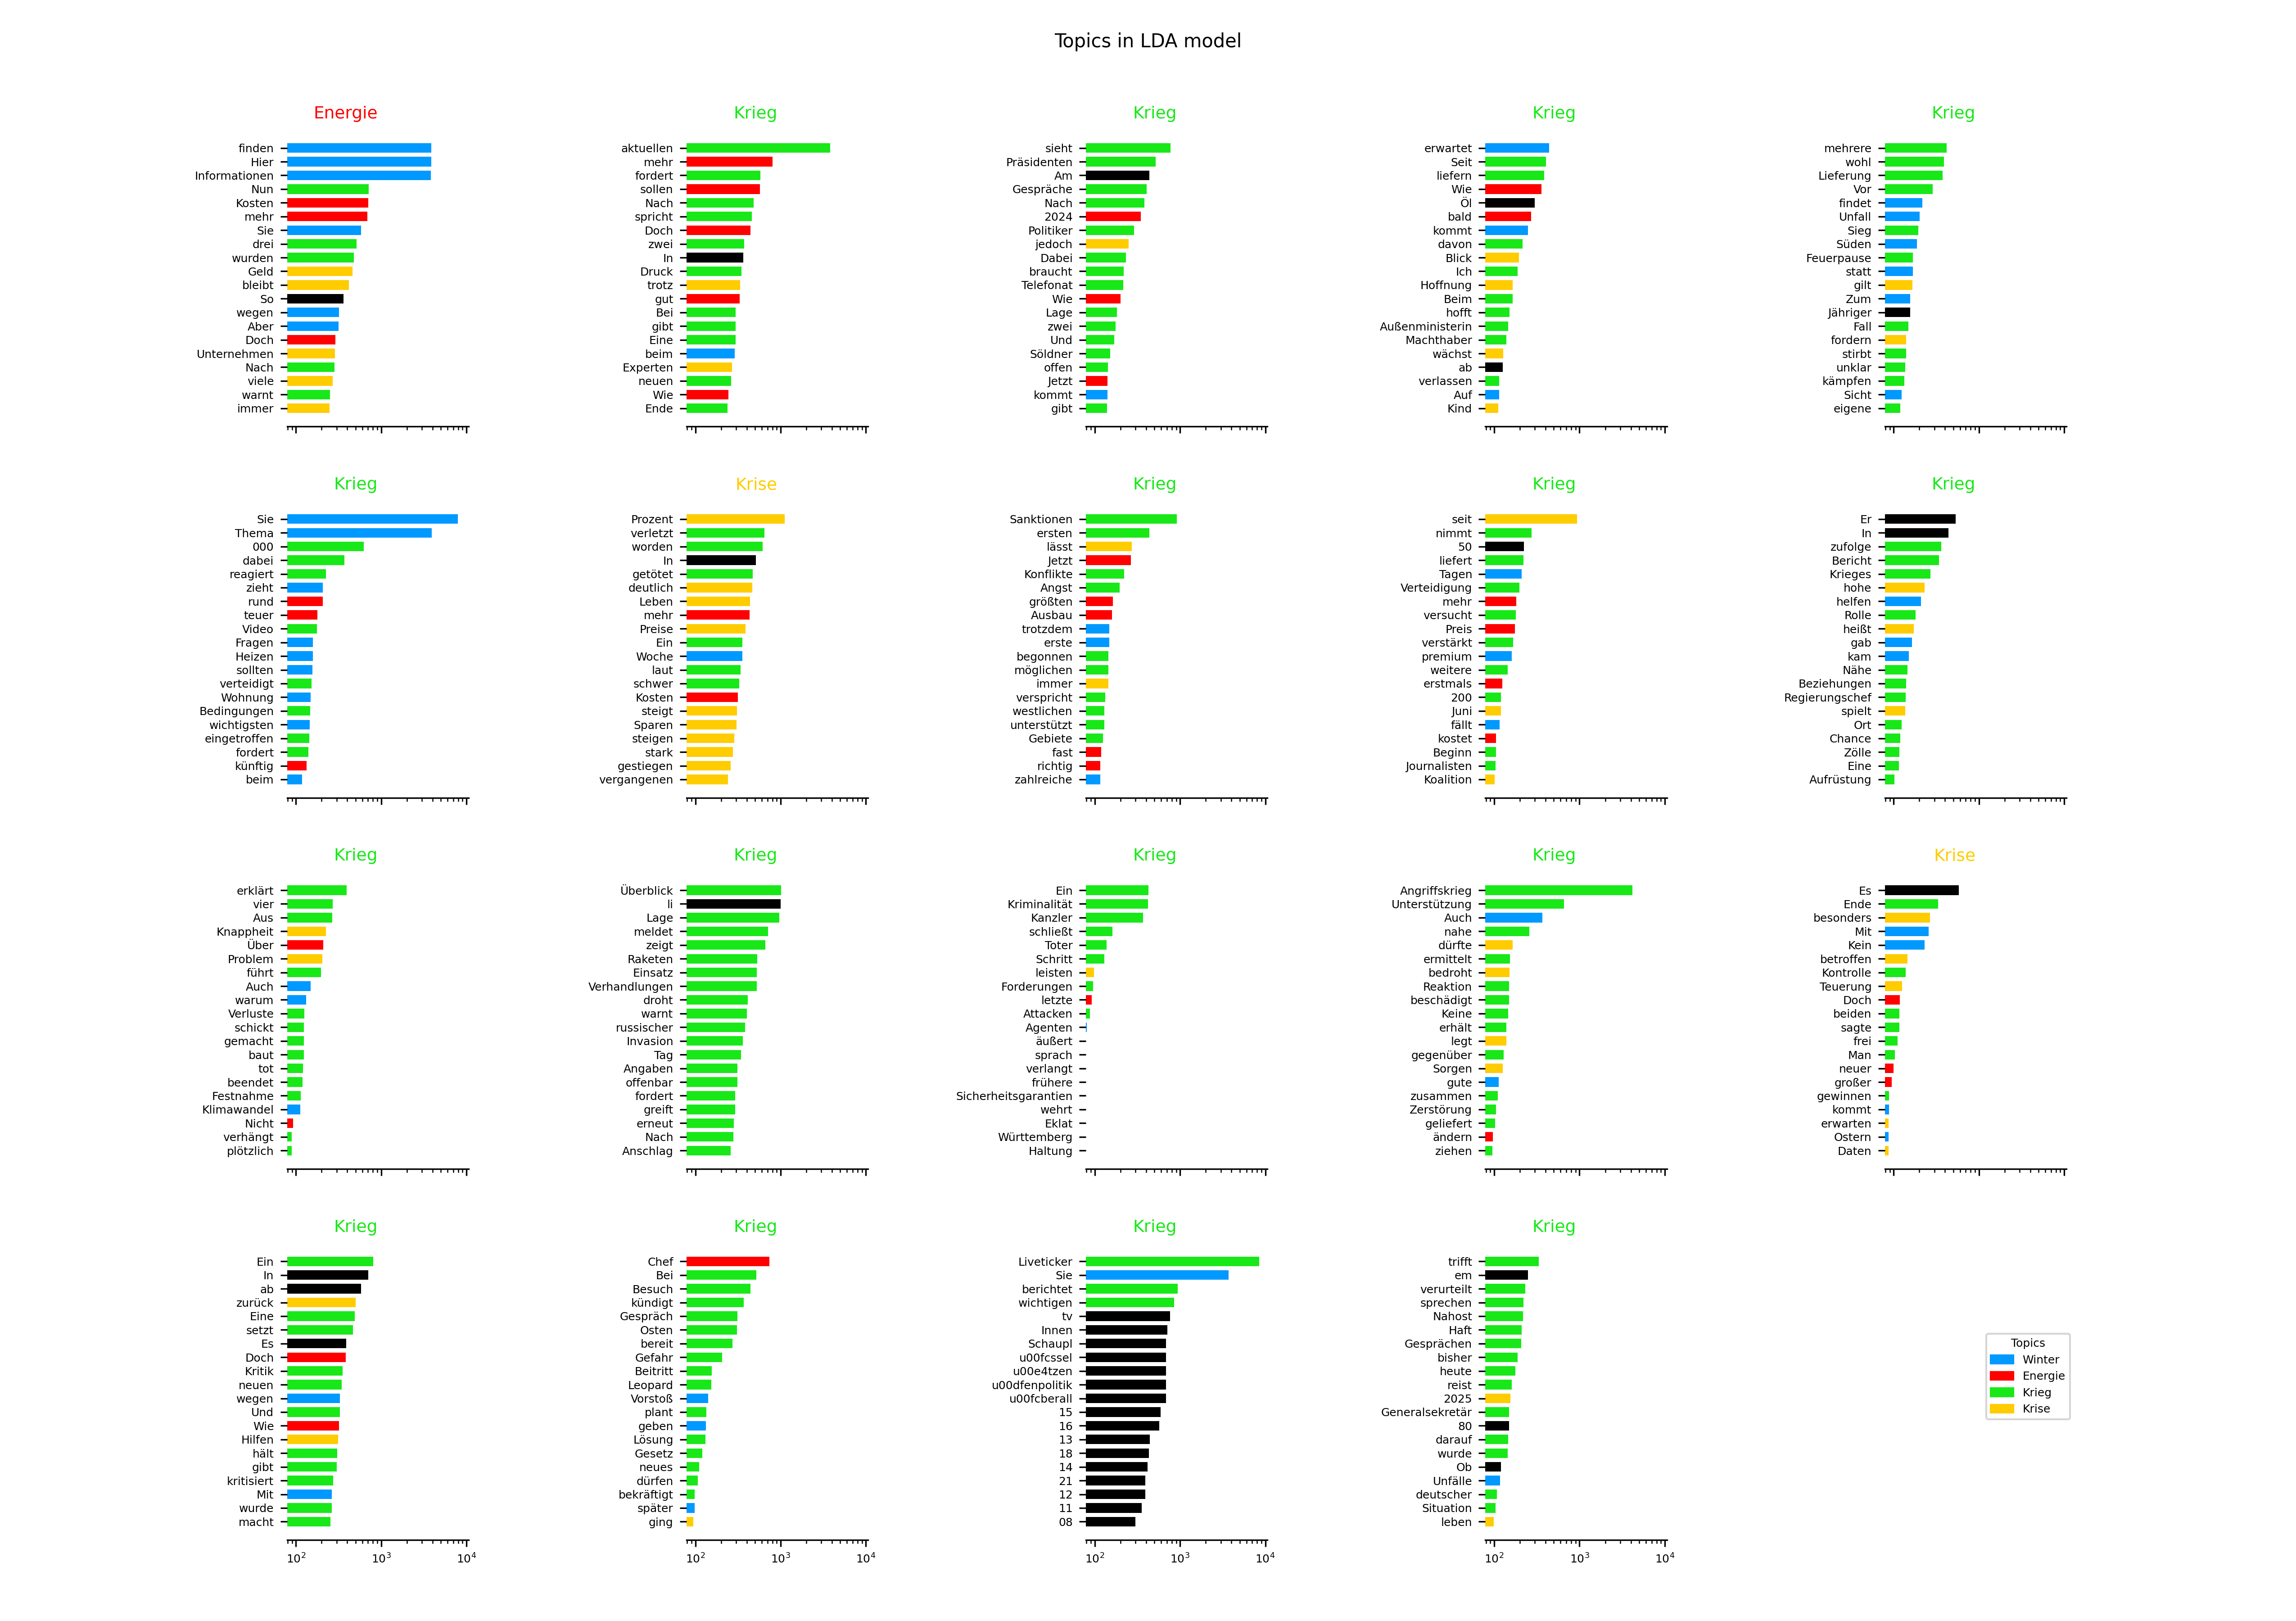 Topics in LDA model
Energie
finden
Hier
Informationen
Nun
Kosten
mehr
Sie
drei
wurden
Geld
bleibt
So
wegen
Aber
Doch
Unternehmen
Nach
viele
warnt
immer
Krieg
aktuellen
mehr
fordert
sollen
Nach
spricht
Doch
zwei
In
Druck
trotz
gut
Bei
gibt
Eine
beim
Experten
neuen
Wie
Ende
Krieg
sieht
Präsidenten
Am
Gespräche
Nach
2024
Politiker
jedoch
Dabei
braucht
Telefonat
Wie
Lage
zwei
Und
Söldner
offen
Jetzt
kommt
gibt
Krieg
erwartet
Seit
liefern
Wie
Öl
bald
kommt
davon
Blick
Ich
Hoffnung
Beim
hofft
Außenministerin
Machthaber
wächst
ab
verlassen
Auf
Kind
Krieg
mehrere
wohl
Lieferung
Vor
findet
Unfall
Sieg
Süden
Feuerpause
statt
gilt
Zum
Jähriger
Fall
fordern
stirbt
unklar
kämpfen
Sicht
eigene
Krieg
Sie
Thema
000
dabei
reagiert
zieht
rund
teuer
Video
Fragen
Heizen
sollten
verteidigt
Wohnung
Bedingungen
wichtigsten
eingetroffen
fordert
künftig
beim
Krise
Prozent
verletzt
worden
In
getötet
deutlich
Leben
mehr
Preise
Ein
Woche
laut
schwer
Kosten
steigt
Sparen
steigen
stark
gestiegen
vergangenen
Krieg
Sanktionen
ersten
lässt
Jetzt
Konflikte
Angst
größten
Ausbau
trotzdem
erste
begonnen
möglichen
immer
verspricht
westlichen
unterstützt
Gebiete
fast
richtig
zahlreiche
Krieg
seit
nimmt
50
liefert
Tagen
Verteidigung
mehr
versucht
Preis
verstärkt
premium
weitere
erstmals
200
Juni
fällt
kostet
Beginn
Journalisten
Koalition
Krieg
Er
In
zufolge
Bericht
Krieges
hohe
helfen
Rolle
heißt
gab
kam
Nähe
Beziehungen
Regierungschef
spielt
Ort
Chance
Zölle
Eine
Aufrüstung
Krieg
erklärt
vier
Aus
Knappheit
Über
Problem
führt
Auch
warum
Verluste
schickt
gemacht
baut
tot
beendet
Festnahme
Klimawandel
Nicht
verhängt
plötzlich
Krieg
Überblick
li
Lage
meldet
zeigt
Raketen
Einsatz
Verhandlungen
droht
warnt
russischer
Invasion
Tag
Angaben
offenbar
fordert
greift
erneut
Nach
Anschlag
Krieg
Ein
Kriminalität
Kanzler
schließt
Toter
Schritt
leisten
Forderungen
letzte
Attacken
Agenten
äußert
sprach
verlangt
frühere
Sicherheitsgarantien
wehrt
Eklat
Württemberg
Haltung
Krieg
Angriffskrieg
Unterstützung
Auch
nahe
dürfte
ermittelt
bedroht
Reaktion
beschädigt
Keine
erhält
legt
gegenüber
Sorgen
gute
zusammen
Zerstörung
geliefert
ändern
ziehen
Krise
Es
Ende
besonders
Mit
Kein
betroffen
Kontrolle
Teuerung
Doch
beiden
sagte
frei
Man
neuer
großer
gewinnen
kommt
erwarten
Ostern
Daten
Krieg
Ein
In
ab
zurück
Eine
setzt
Es
Doch
Kritik
neuen
wegen
Und
Wie
Hilfen
hält
gibt
kritisiert
Mit
wurde
macht
10² 10³ 10⁴
Krieg
Chef
Bei
Besuch
kündigt
Gespräch
Osten
bereit
Gefahr
Beitritt
Leopard
Vorstoß
plant
geben
Lösung
Gesetz
neues
dürfen
bekräftigt
später
ging
10² 10³ 10⁴
Krieg
Liveticker
Sie
berichtet
wichtigen
tv
Innen
Schaupl
u00fcssel
u00e4tzen
u00dfenpolitik
u00fcberall
15
16
13
18
14
21
12
11
08
10² 10³ 10⁴
Krieg
trifft
em
verurteilt
sprechen
Nahost
Haft
Gesprächen
bisher
heute
reist
2025
Generalsekretär
80
darauf
wurde
Ob
Unfälle
deutscher
Situation
leben
10² 10³ 10⁴
Topics
Winter
Energie
Krieg
Krise